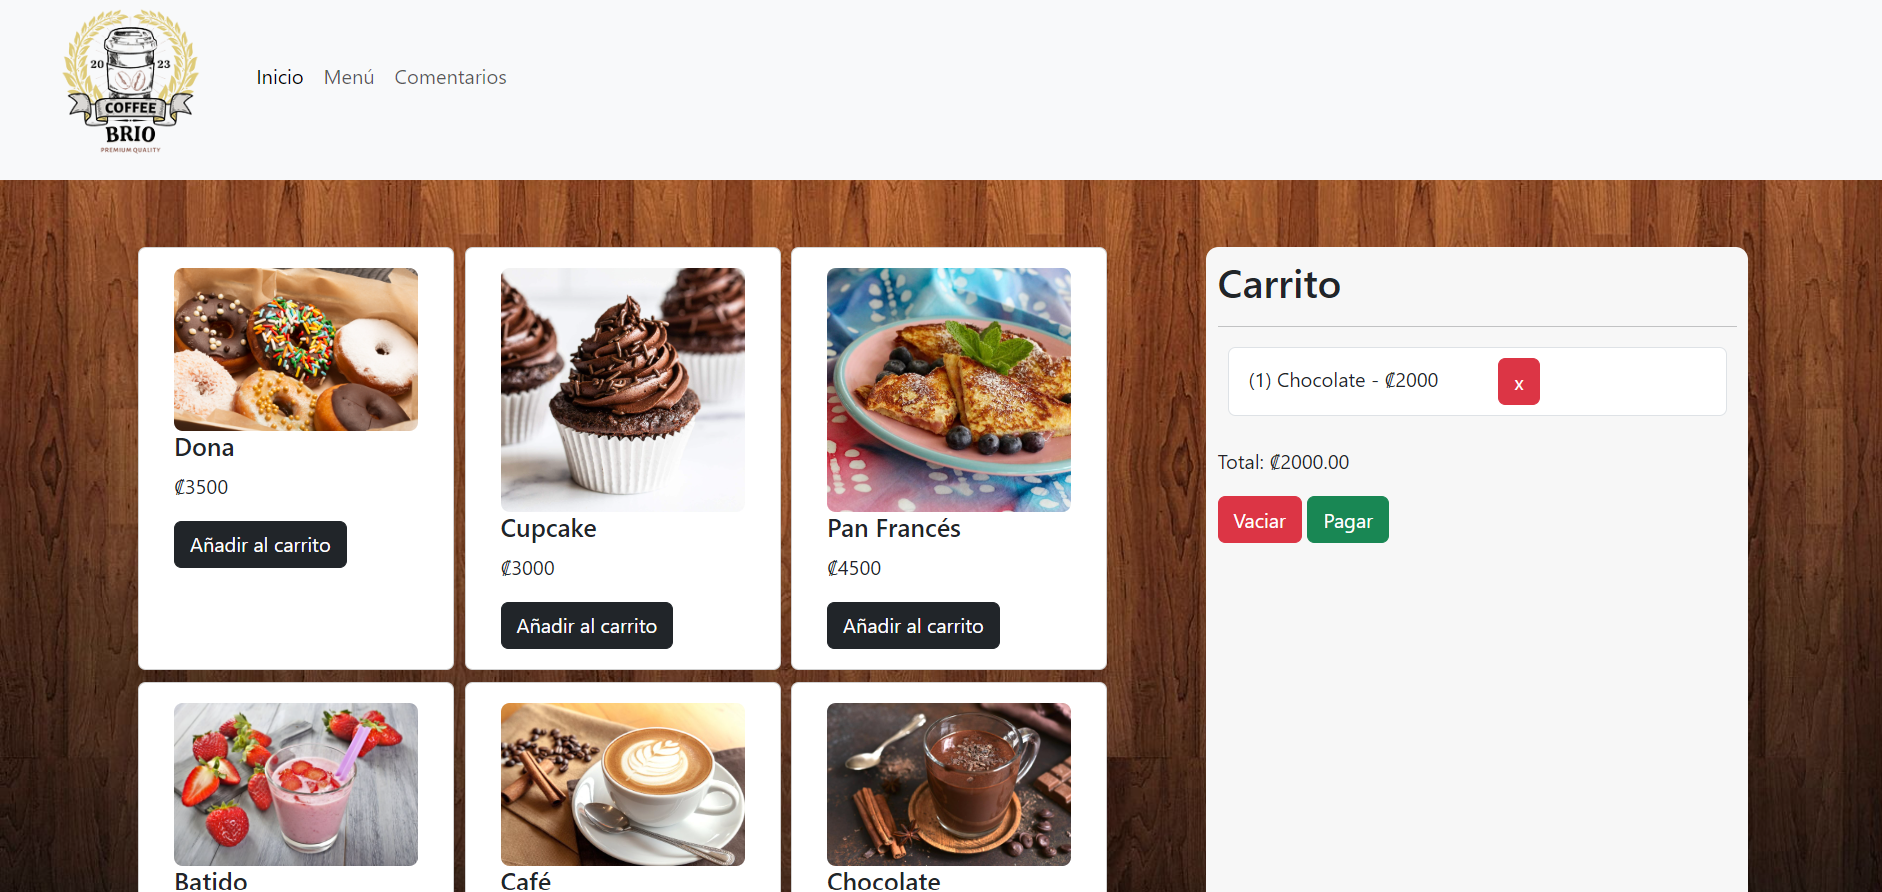 20 23
COFFEE
BRIO
PREMIUM QUALITY
Inicio Menú Comentarios
Dona
₡3500
Añadir al carrito
Cupcake
₡3000
Añadir al carrito
Pan Francés
₡4500
Añadir al carrito
Batido
Café
Chocolate
Carrito
(1) Chocolate - ₡2000 x
Total: ₡2000.00
Vaciar Pagar